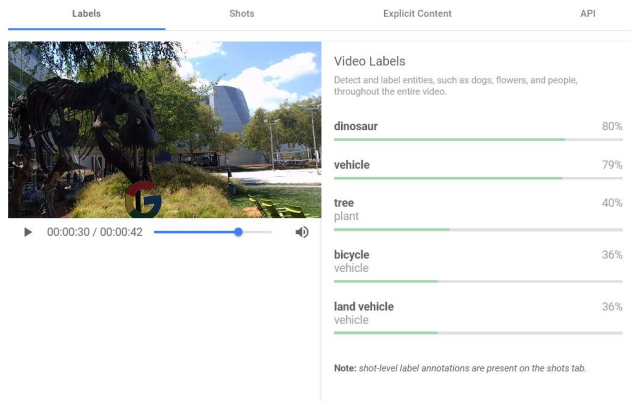 Labels
Shots
Explicit Content
API
Video Labels
Detect and label entities, such as dogs, flowers, and people,
throughout the entire video.
dinosaur 80%
vehicle 79%
tree 40%
plant
bicycle 36%
vehicle
land vehicle 36%
vehicle
G
00:00:30 / 00:00:42
Note: shot-level label annotations are present on the shots tab.